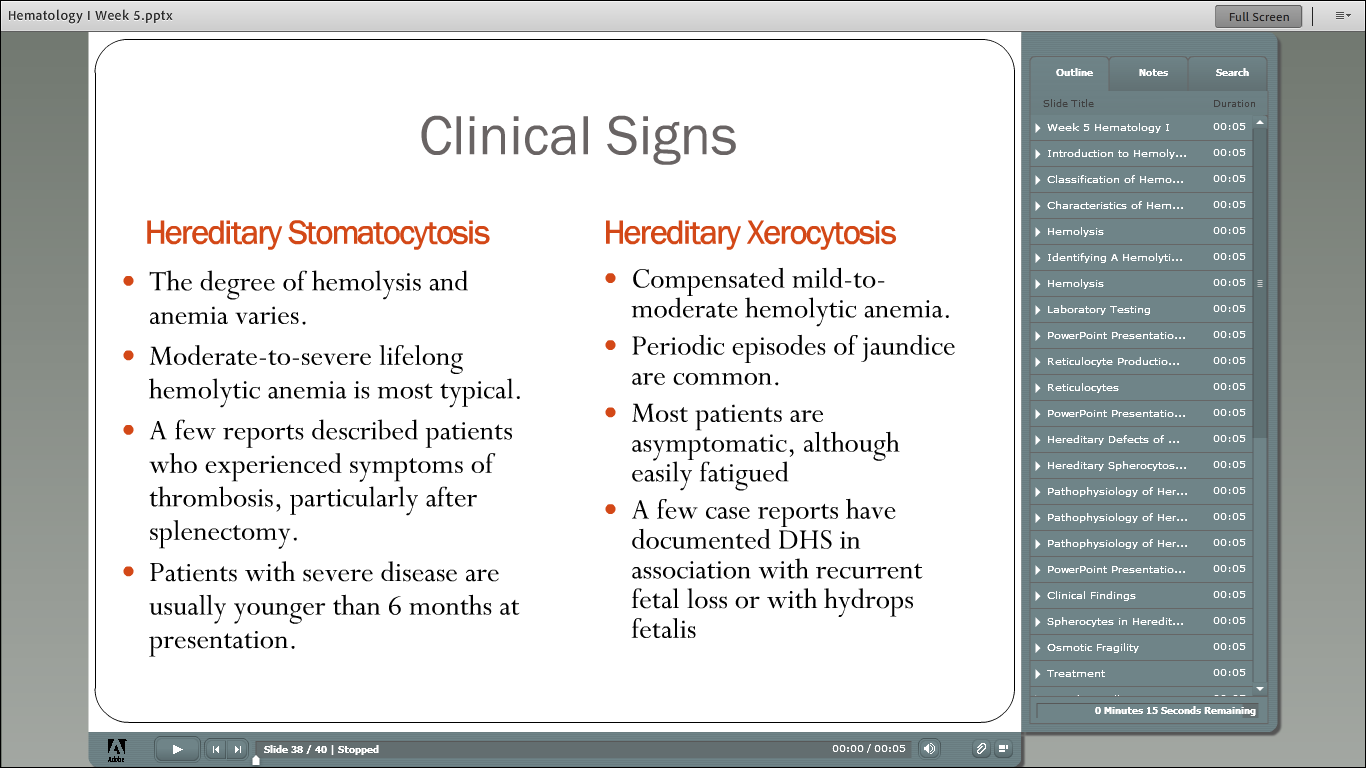 Hematology I Week 5.pptx
Full Screen
Clinical Signs
Hereditary Stomatocytosis
• The degree of hemolysis and
anemia varies.
• Moderate-to-severe lifelong
hemolytic anemia is most typical.
• A few reports described patients
who experienced symptoms of
thrombosis, particularly after
splenectomy.
• Patients with severe disease are
usually younger than 6 months at
presentation.
Hereditary Xerocytosis
• Compensated mild-to-
moderate hemolytic anemia.
• Periodic episodes of jaundice
are common.
• Most patients are
asymptomatic, although
easily fatigued
• A few case reports have
documented DHS in
association with recurrent
fetal loss or with hydrops
fetalis
Outline Notes Search
Slide Title Duration
Week 5 Hematology I 00:05
Introduction to Hemoly... 00:05
Classification of Hemo... 00:05
Characteristics of Hem... 00:05
Hemolysis 00:05
Identifying A Hemolyti... 00:05
Hemolysis 00:05
Laboratory Testing 00:05
PowerPoint Presentatio... 00:05
Reticulocyte Productio... 00:05
Reticulocytes 00:05
PowerPoint Presentatio... 00:05
Hereditary Defects of ... 00:05
Hereditary Spherocytos... 00:05
Pathophysiology of Her... 00:05
Pathophysiology of Her... 00:05
Pathophysiology of Her... 00:05
PowerPoint Presentatio... 00:05
Clinical Findings 00:05
Spherocytes in Heredit... 00:05
Osmotic Fragility 00:05
Treatment 00:05
0 Minutes 15 Seconds Remaining
Adobe
Slide 38 / 40 | Stopped
00:00 / 00:05